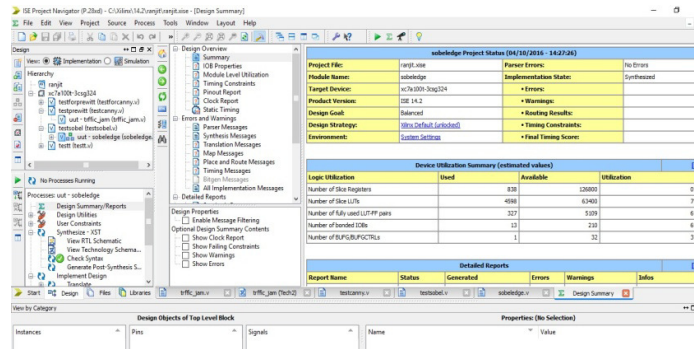 ISE Project Navigator (P.28xd) - C:\Xilinx\14.2\ranjit\ranjit.xise - [Design Summary]
File Edit View Project Source Process Tools Window Layout Help
Design
View: Implementation Simulation
Hierarchy
ranjit
xc7a100t-3csg324
testforprewitt (testforcanny.v)
testprewitt (testcanny.v)
uut - trffic_jam (trffic_jam.v)
testsobel (testsobel.v)
uut - sobeledge (sobeledge.
testt (testt.v)
No Processes Running
Processes: uut - sobeledge
Design Summary/Reports
Design Utilities
User Constraints
Synthesize - XST
View RTL Schematic
View Technology Schema...
Check Syntax
Generate Post-Synthesis S...
Implement Design
Translate
Design Overview
Summary
IOB Properties
Module Level Utilization
Timing Constraints
Pinout Report
Clock Report
Static Timing
Errors and Warnings
Parser Messages
Synthesis Messages
Translation Messages
Map Messages
Place and Route Messages
Timing Messages
Bitgen Messages
All Implementation Messages
Detailed Reports
Design Properties
Enable Message Filtering
Optional Design Summary Contents
Show Clock Report
Show Failing Constraints
Show Warnings
Show Errors
sobeledge Project Status (04/10/2016 - 14:27:26)
Project File: ranjit.xise Parser Errors: No Errors
Module Name: sobeledge Implementation State: Synthesized
Target Device: xc7a100t-3csg324 • Errors:
Product Version: ISE 14.2 • Warnings:
Design Goal: Balanced • Routing Results:
Design Strategy: Xilinx Default (unlocked) • Timing Constraints:
Environment: System Settings • Final Timing Score:
Device Utilization Summary (estimated values)
Logic Utilization Used Available Utilization
Number of Slice Registers 838 126800 0
Number of Slice LUTs 4598 63400 7
Number of fully used LUT-FF pairs 327 5109 6
Number of bonded IOBs 13 210 6
Number of BUFG/BUFGCTRLs 1 32 3
Detailed Reports
Report Name Status Generated Errors Warnings Infos
Start Design Files Libraries
trffic_jam.v trffic_jam (Tech2) testcanny.v testsobel.v sobeledge.v Design Summary
View by Category
Design Objects of Top Level Block Properties: (No Selection)
Instances Pins Signals Name Value